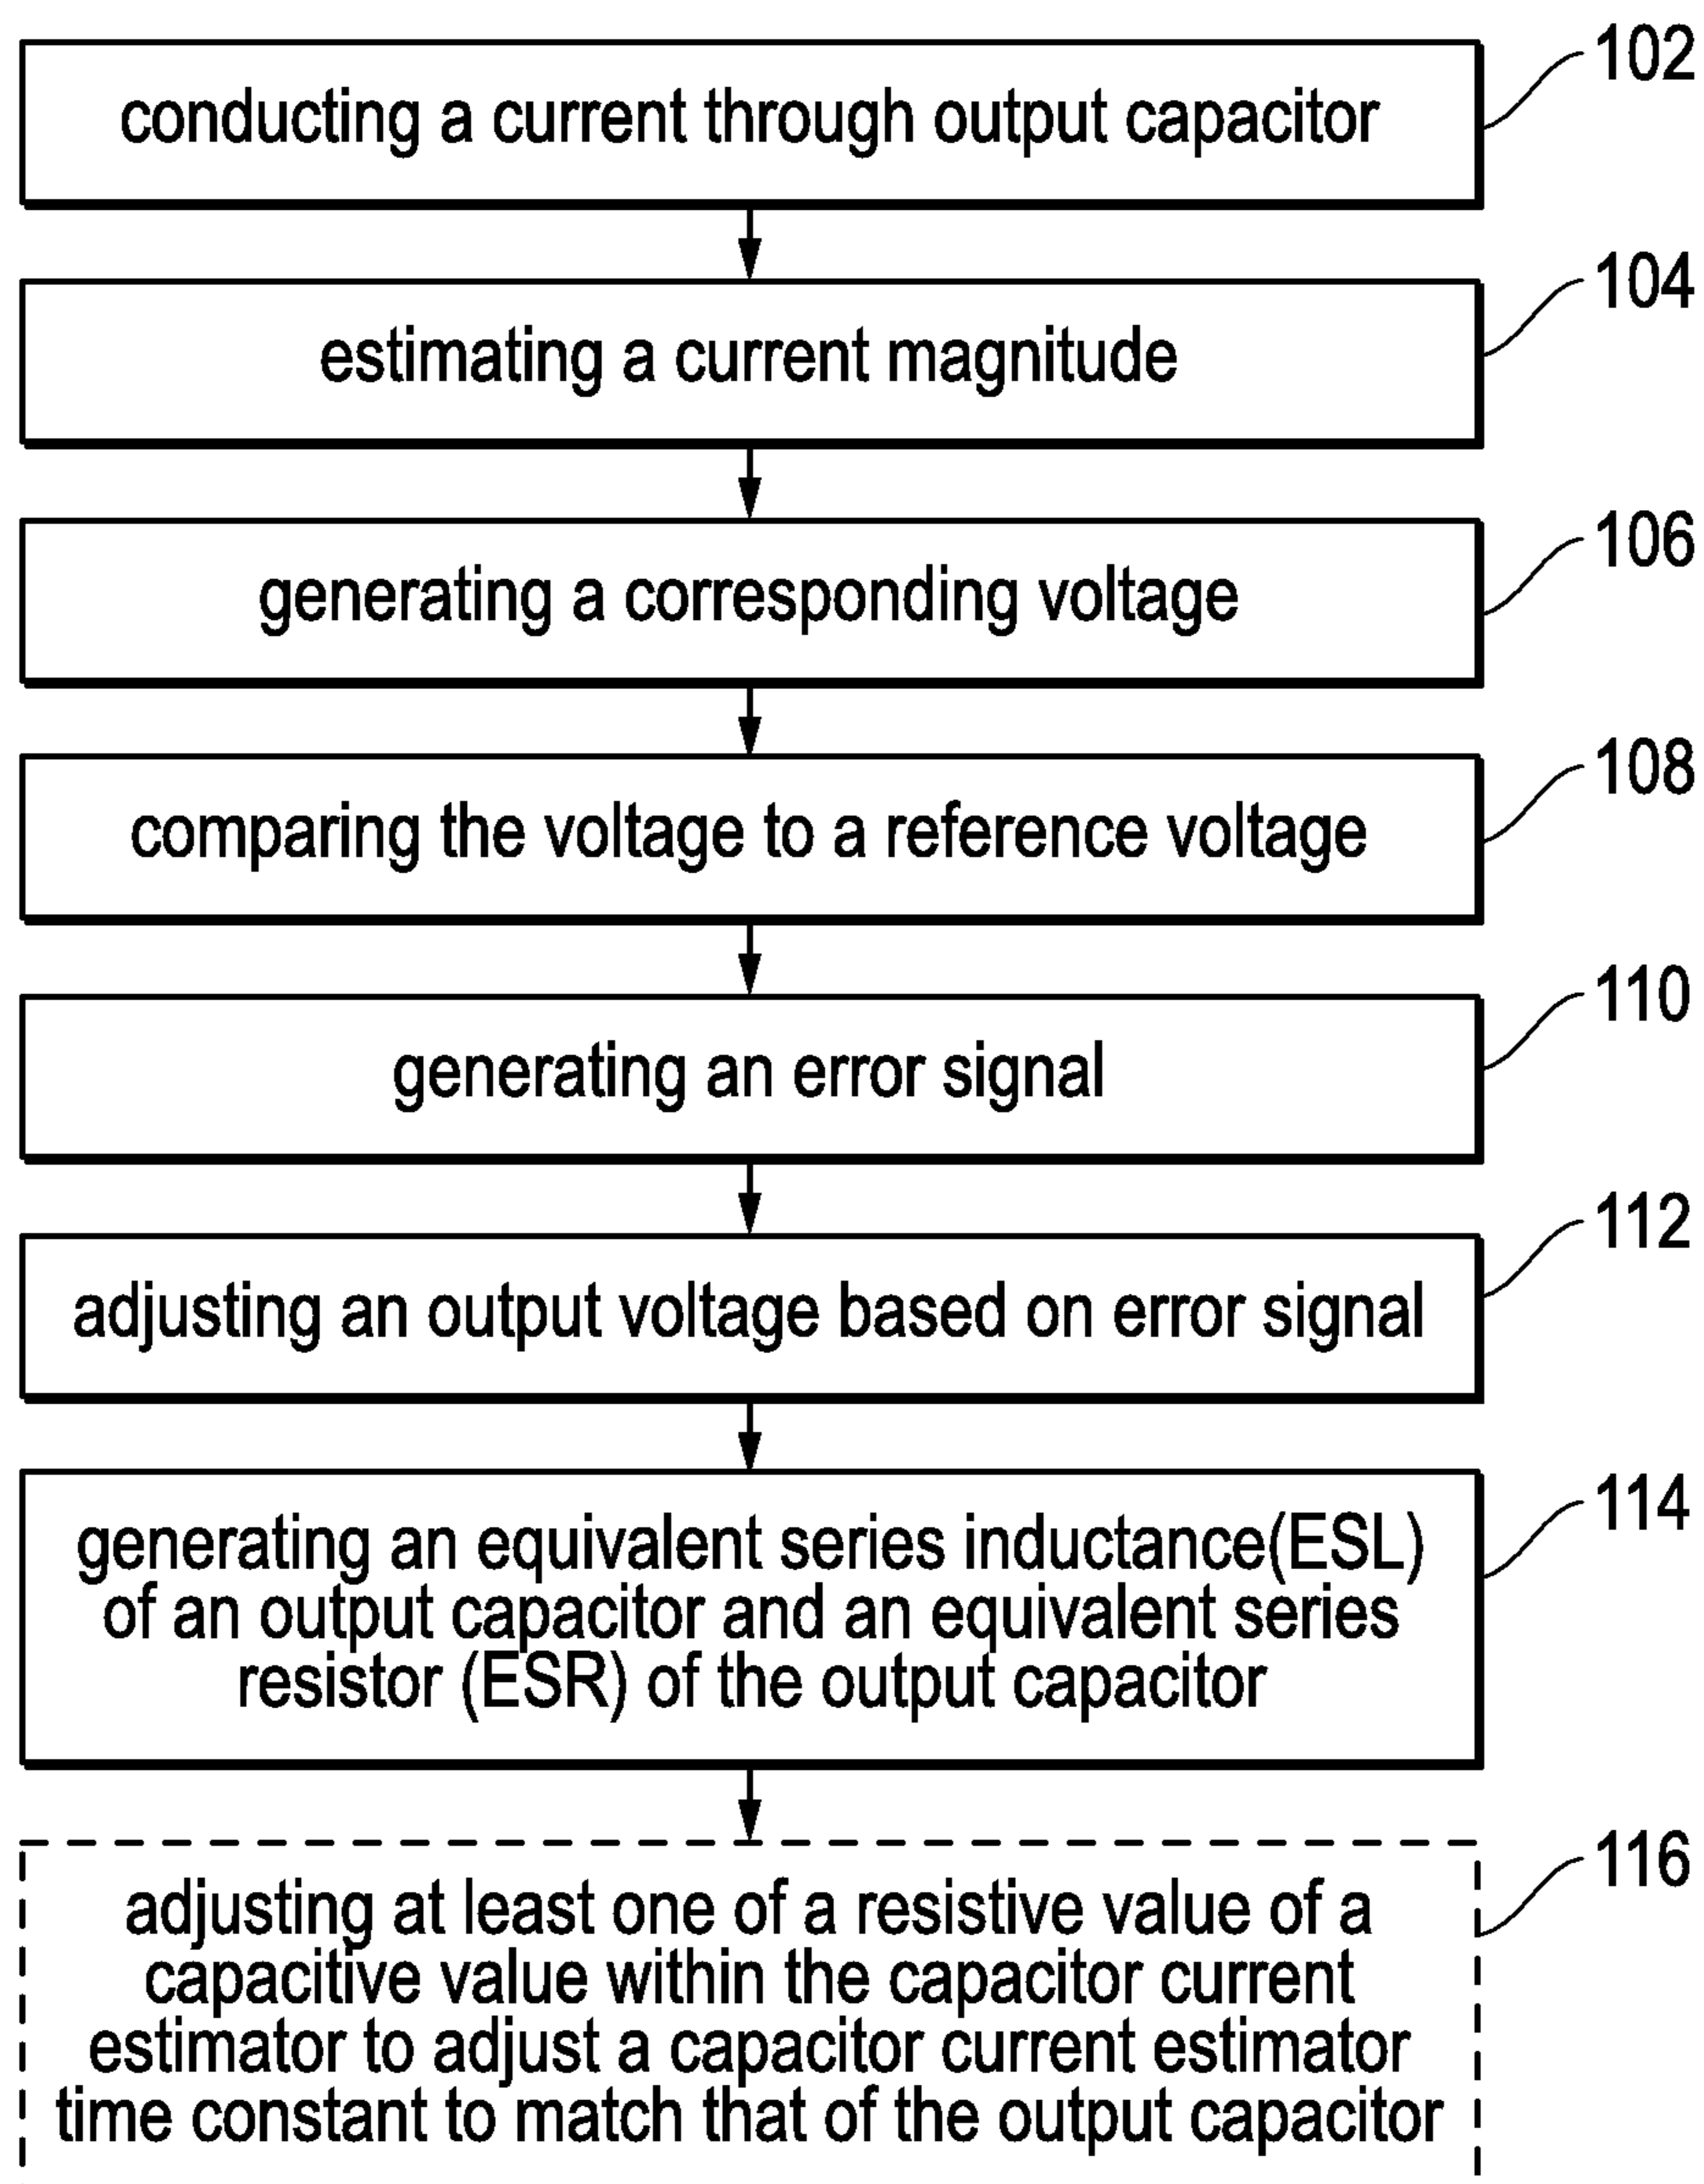 conducting a current through output capacitor
102
estimating a current magnitude
104
generating a corresponding voltage
106
comparing the voltage to a reference voltage
108
generating an error signal
110
adjusting an output voltage based on error signal
112
generating an equivalent series inductance(ESL)
of an output capacitor and an equivalent series
resistor (ESR) of the output capacitor
114
adjusting at least one of a resistive value of a
capacitive value within the capacitor current
estimator to adjust a capacitor current estimator
time constant to match that of the output capacitor
116